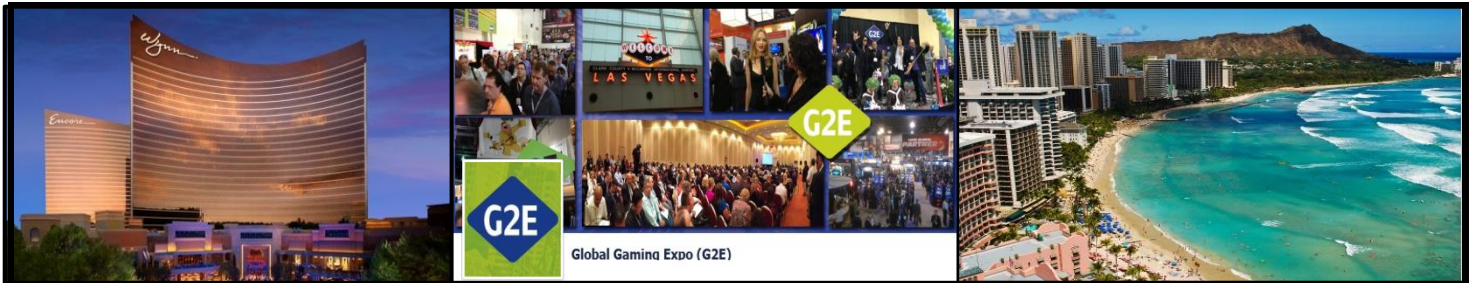 Wynn
Encore
WELCOME
TO
LAS VEGAS
G2E
G2E
G2E
Global Gaming Expo (G2E)